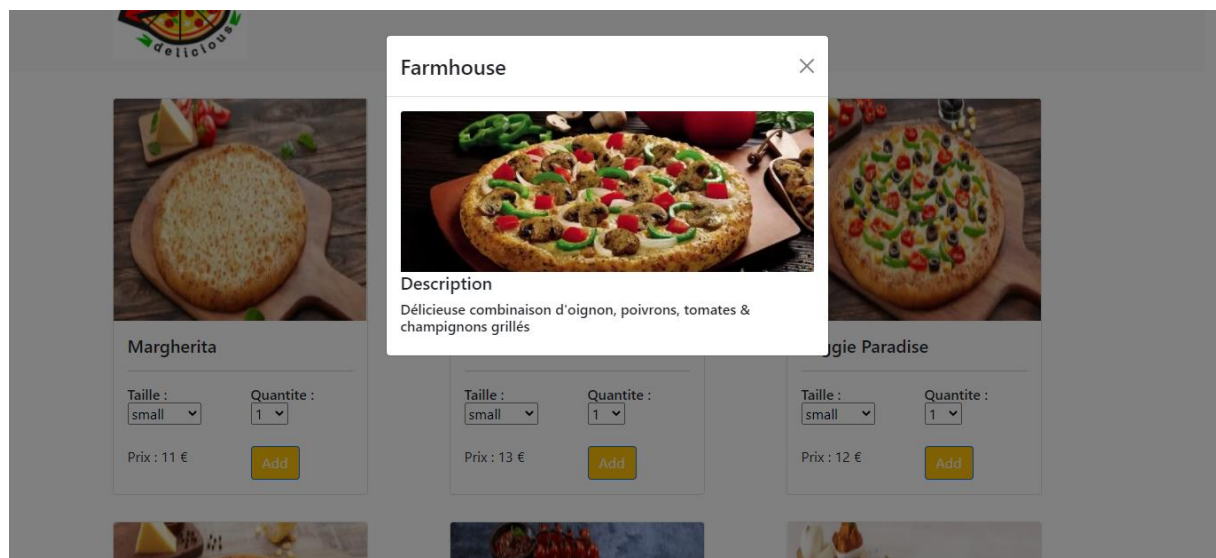 delicious
Farmhouse
Description
Délicieuse combinaison d'oignon, poivrons, tomates &
champignons grillés
Margherita
ggie Paradise
Taille :
Quantite :
Taille :
Quantite :
Taille :
Quantite :
small
1
small
1
small
1
Prix : 11 €
Add
Prix : 13 €
Add
Prix : 12 €
Add